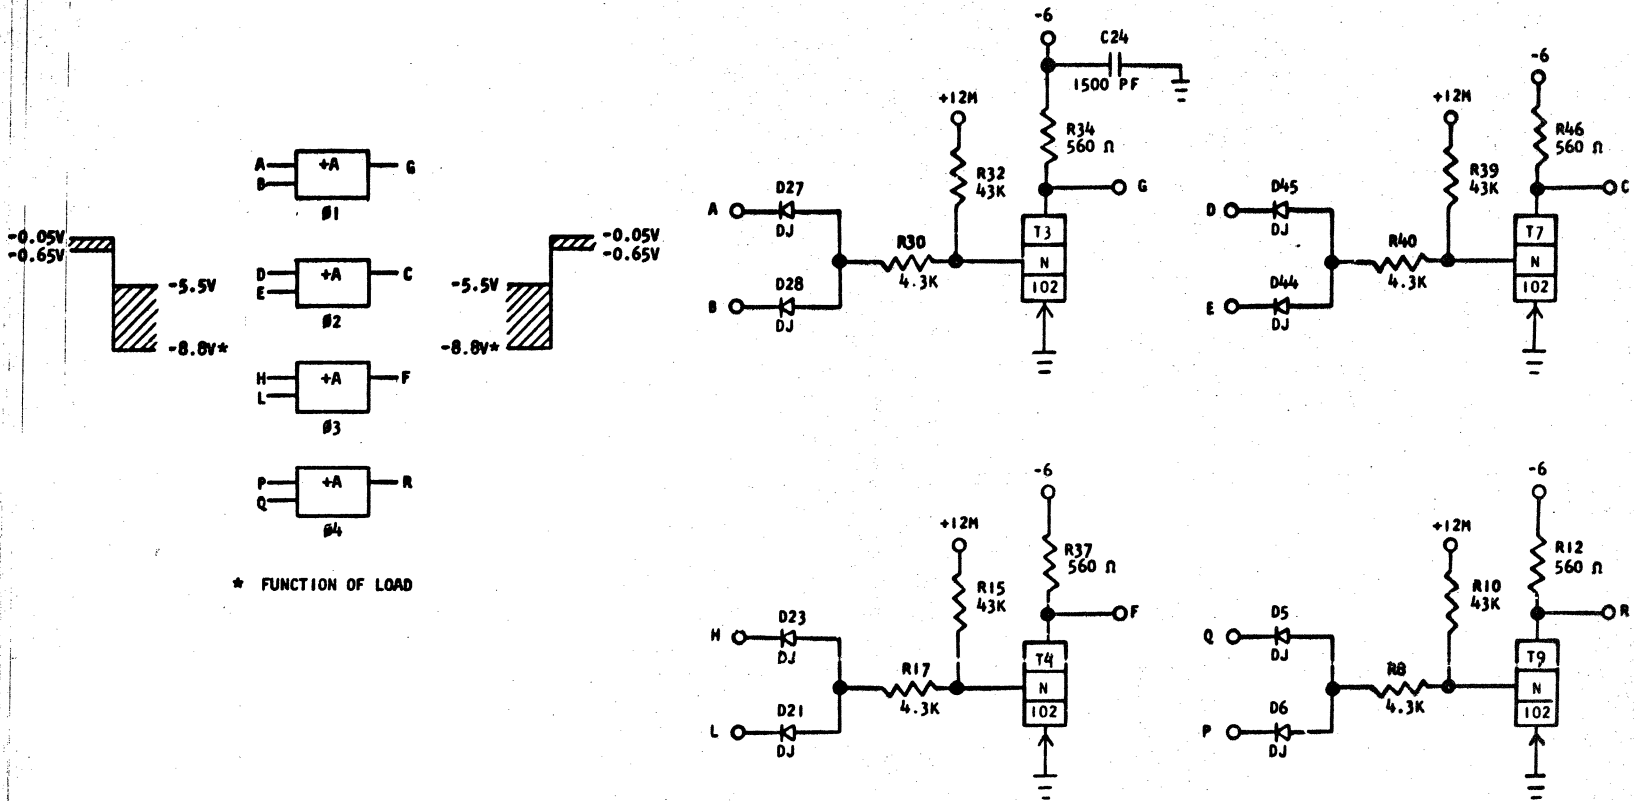 A
B
+A
G
Ø1
-0.05V
-0.65V
-5.5V
-8.8V*
D
E
+A
C
Ø2
-0.05V
-0.65V
-5.5V
-8.8V*
H
L
+A
F
Ø3
P
Q
+A
R
Ø4
* FUNCTION OF LOAD
-6
C24
1500 PF
+12M
R34
560 Ω
R32
43K
G
A
D27
DJ
R30
4.3K
B
D28
DJ
T3
N
102
-6
+12M
R46
560 Ω
R39
43K
C
D
D45
DJ
R40
4.3K
E
D44
DJ
T7
N
102
-6
+12M
R37
560 Ω
R15
43K
F
H
D23
DJ
R17
4.3K
L
D21
DJ
T4
N
102
-6
+12M
R12
560 Ω
R10
43K
R
Q
D5
DJ
R8
4.3K
P
D6
DJ
T9
N
102